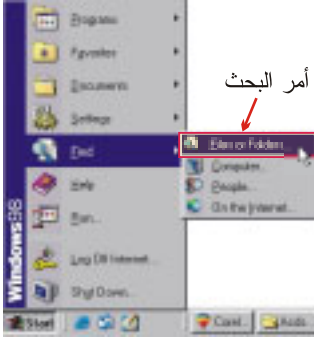 Programs
Favorites
Documents
أمر البحث
Settings
Find
Files or Folders...
Computer...
Help
People...
On the Internet...
Run...
Log Off Internet...
Shut Down...
Windows98
Start
Corel